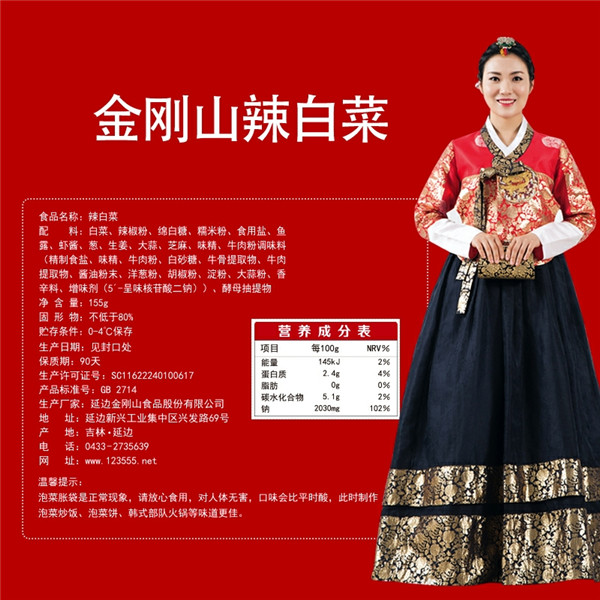 金刚山辣白菜
食品名称：辣白菜
配　　料：白菜、辣椒粉、绵白糖、糯米粉、食用盐、鱼
露、虾酱、葱、生姜、大蒜、芝麻、味精、牛肉粉调味料
（精制食盐、味精、牛肉粉、白砂糖、牛骨提取物、牛肉
提取物、酱油粉末、洋葱粉、胡椒粉、淀粉、大蒜粉、香
辛料、增味剂（5′-呈味核苷酸二钠））、酵母抽提物
净 含 量：155g
固 形 物：不低于80%
贮存条件：0-4℃保存
生产日期：见封口处
保质期：90天
生产许可证号：SC11622240100617
产品标准号：GB 2714
生产厂家：延边金刚山食品股份有限公司
地　　址：延边新兴工业集中区兴发路69号
产　　地：吉林·延边
电　　话：0433-2735639
网　　址：www.123555.net
温馨提示：
泡菜胀袋是正常现象，请放心食用，对人体无害，口味会比平时酸，此时制作
泡菜炒饭、泡菜饼、韩式部队火锅等味道更佳。
营养成分表
项目 每100g NRV%
能量 145kJ 2%
蛋白质 2.4g 4%
脂肪 0g 0%
碳水化合物 5.1g 2%
钠 2030mg 102%